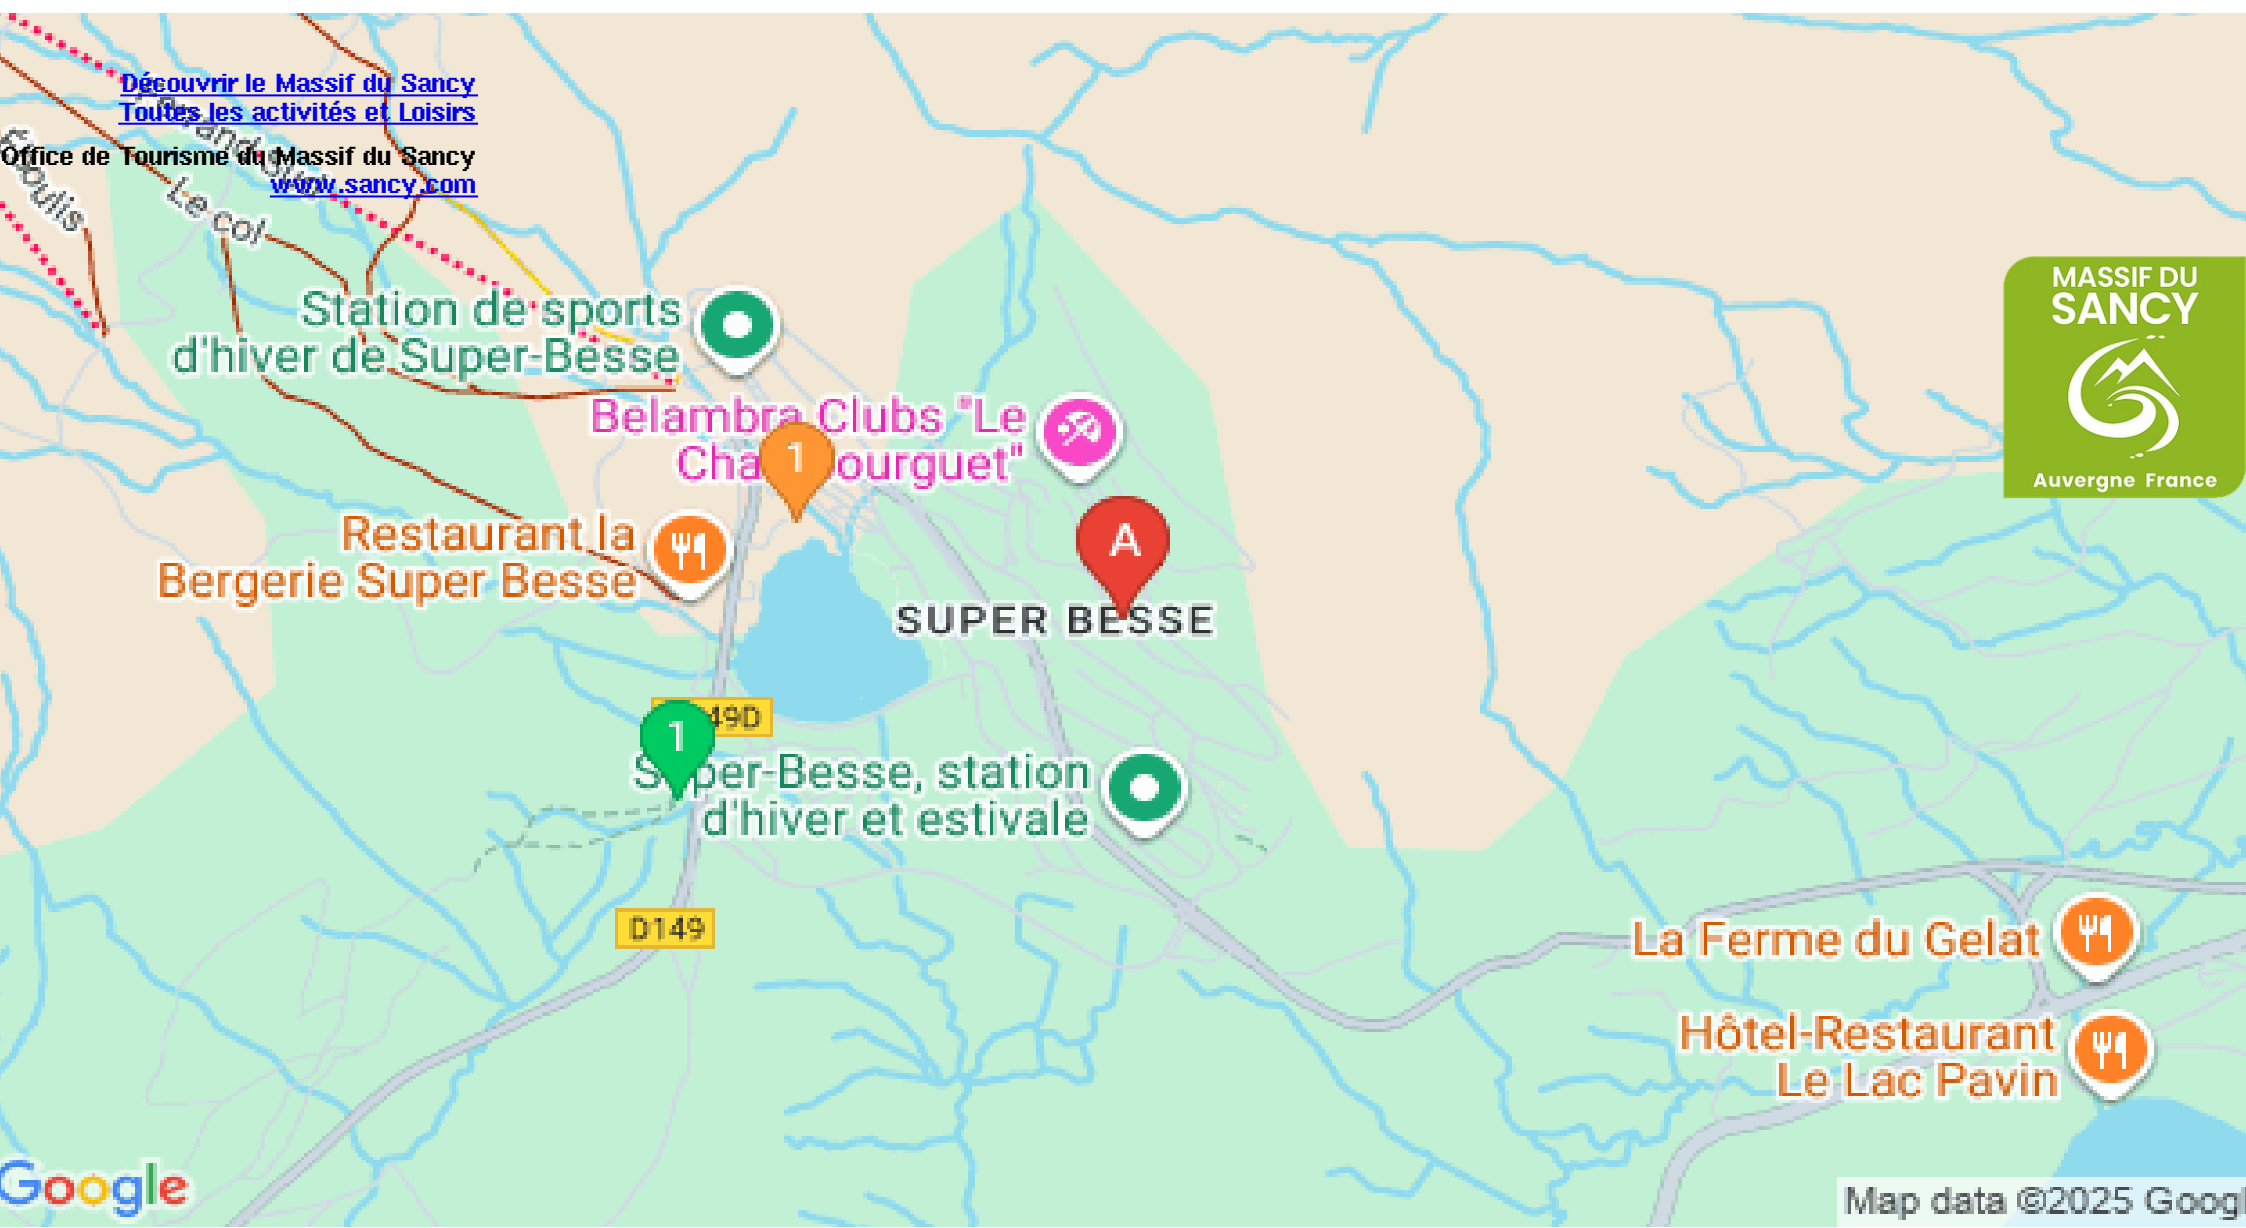 Découvrir le Massif du Sancy
Toutes les activités et Loisirs
Office de Tourisme du Massif du Sancy
www.sancy.com
Le col
Station de sports
d'hiver de Super-Besse
MASSIF DU
SANCY
Auvergne France
Belambra Clubs "Le
1
A
Restaurant la
Bergerie Super Besse
SUPER BESSE
1
Super-Besse, station
d'hiver et estivale
D149
La Ferme du Gelat
Hôtel-Restaurant
Le Lac Pavin
Google
Map data ©2025 Googl